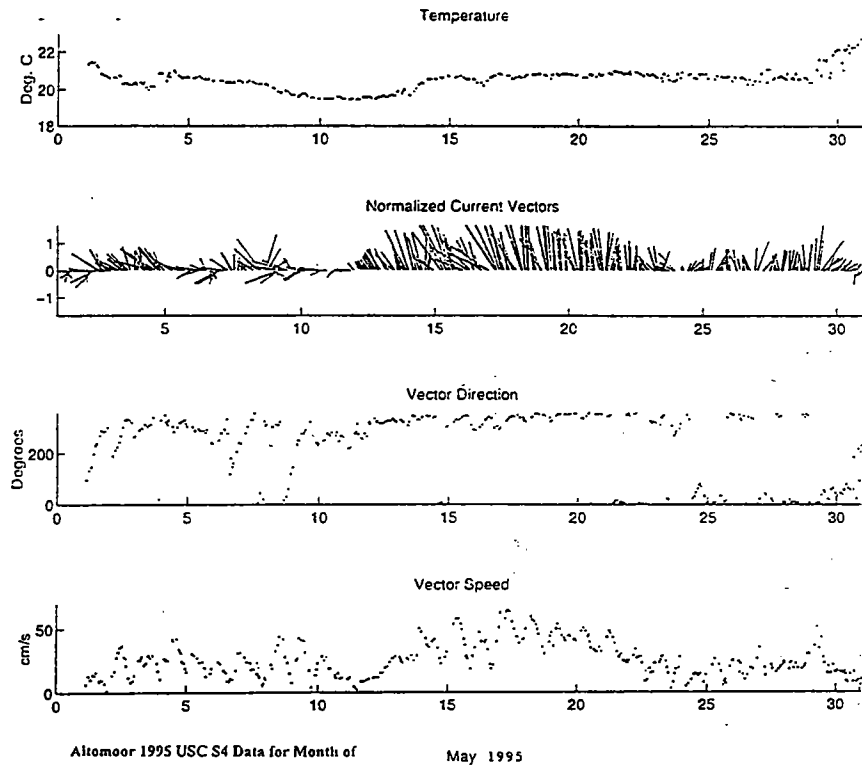 Temperature
Deg. C
22
20
18
0 5 10 15 20 25 30
Normalized Current Vectors
1
0
−1
5 10 15 20 25 30
Vector Direction
Degrees
200
0
0 5 10 15 20 25 30
Vector Speed
cm/s
50
0
0 5 10 15 20 25 30
Altomoor 1995 USC S4 Data for Month of May 1995